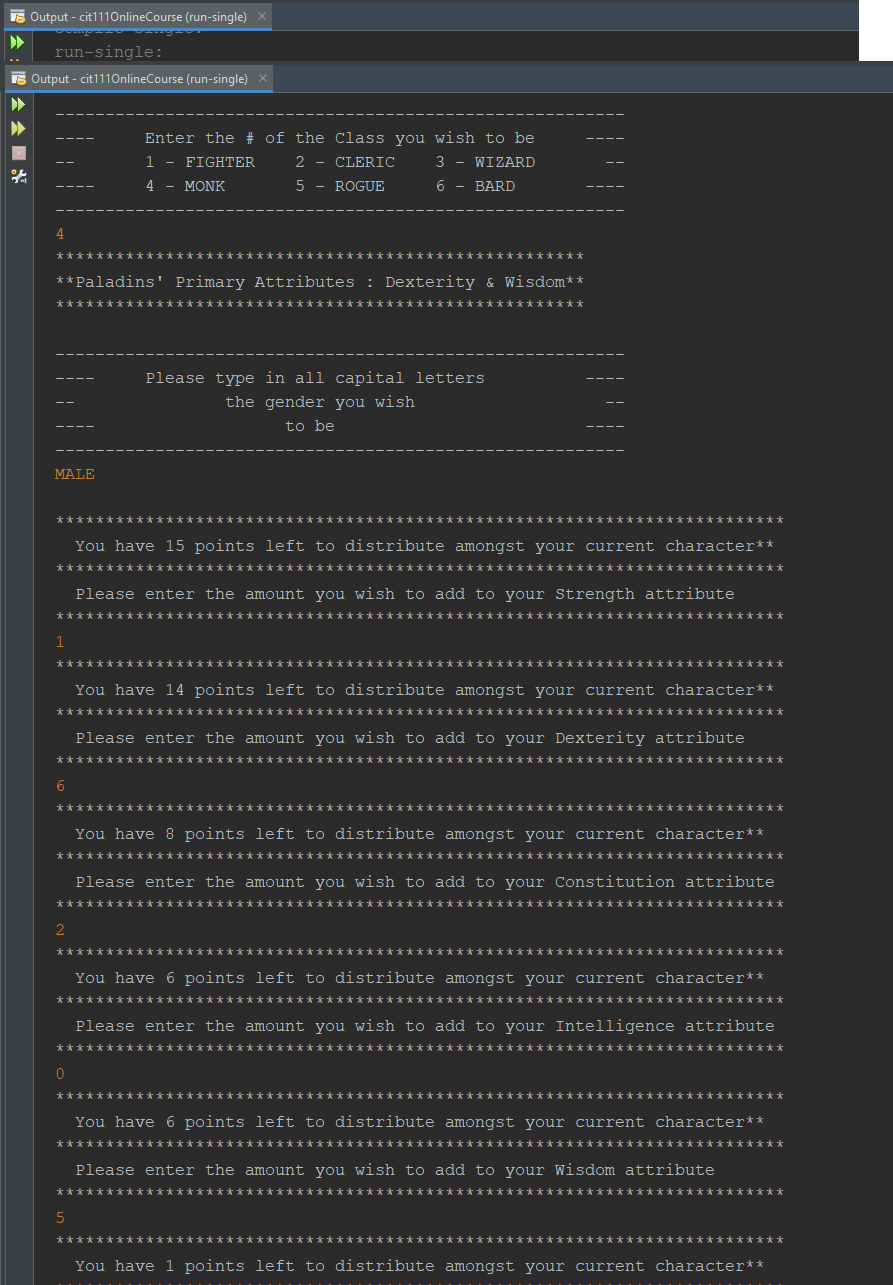 Output - cit111OnlineCourse (run-single) ×
compile-single:
run-single:
Output - cit111OnlineCourse (run-single) ×
---------------------------------------------------------
----     Enter the # of the Class you wish to be     ----
--       1 - FIGHTER    2 - CLERIC    3 - WIZARD       --
----     4 - MONK       5 - ROGUE     6 - BARD       ----
---------------------------------------------------------
4
*****************************************************
**Paladins' Primary Attributes : Dexterity & Wisdom**
*****************************************************
---------------------------------------------------------
----     Please type in all capital letters          ----
--               the gender you wish                   --
----                   to be                         ----
---------------------------------------------------------
MALE
*************************************************************************
  You have 15 points left to distribute amongst your current character**
*************************************************************************
  Please enter the amount you wish to add to your Strength attribute
*************************************************************************
1
*************************************************************************
  You have 14 points left to distribute amongst your current character**
*************************************************************************
  Please enter the amount you wish to add to your Dexterity attribute
*************************************************************************
6
*************************************************************************
  You have 8 points left to distribute amongst your current character**
*************************************************************************
  Please enter the amount you wish to add to your Constitution attribute
*************************************************************************
2
*************************************************************************
  You have 6 points left to distribute amongst your current character**
*************************************************************************
  Please enter the amount you wish to add to your Intelligence attribute
*************************************************************************
0
*************************************************************************
  You have 6 points left to distribute amongst your current character**
*************************************************************************
  Please enter the amount you wish to add to your Wisdom attribute
*************************************************************************
5
*************************************************************************
  You have 1 points left to distribute amongst your current character**